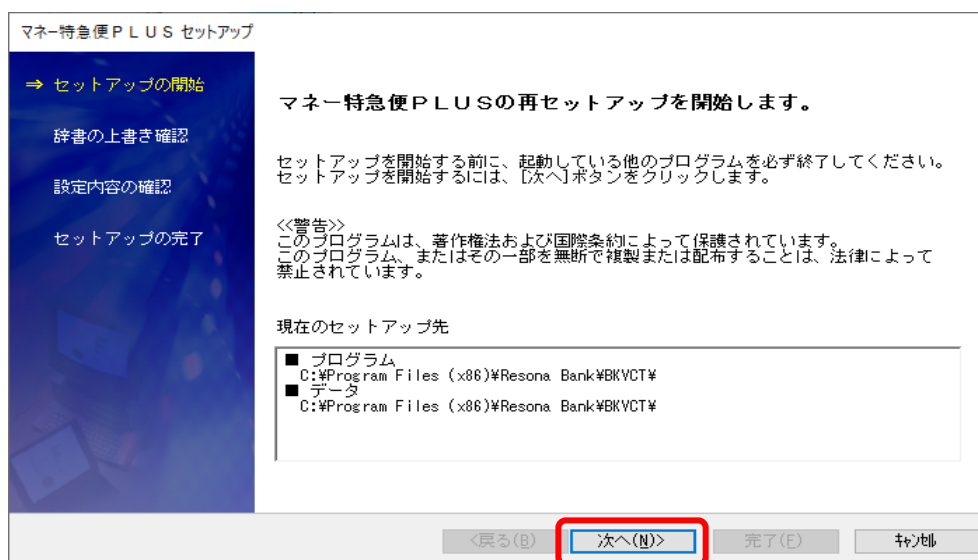 マネー特急便ＰＬＵＳ セットアップ
⇒ セットアップの開始
辞書の上書き確認
設定内容の確認
セットアップの完了
マネー特急便ＰＬＵＳの再セットアップを開始します。
セットアップを開始する前に、起動している他のプログラムを必ず終了してください。
セットアップを開始するには、[次へ]ボタンをクリックします。
<<警告>>
このプログラムは、著作権法および国際条約によって保護されています。
このプログラム、またはその一部を無断で複製または配布することは、法律によって
禁止されています。
現在のセットアップ先
■ プログラム
C:¥Program Files (x86)¥Resona Bank¥BKVCT¥
■ データ
C:¥Program Files (x86)¥Resona Bank¥BKVCT¥
<戻る(B)
次へ(N)>
完了(F)
ｷｬﾝｾﾙ